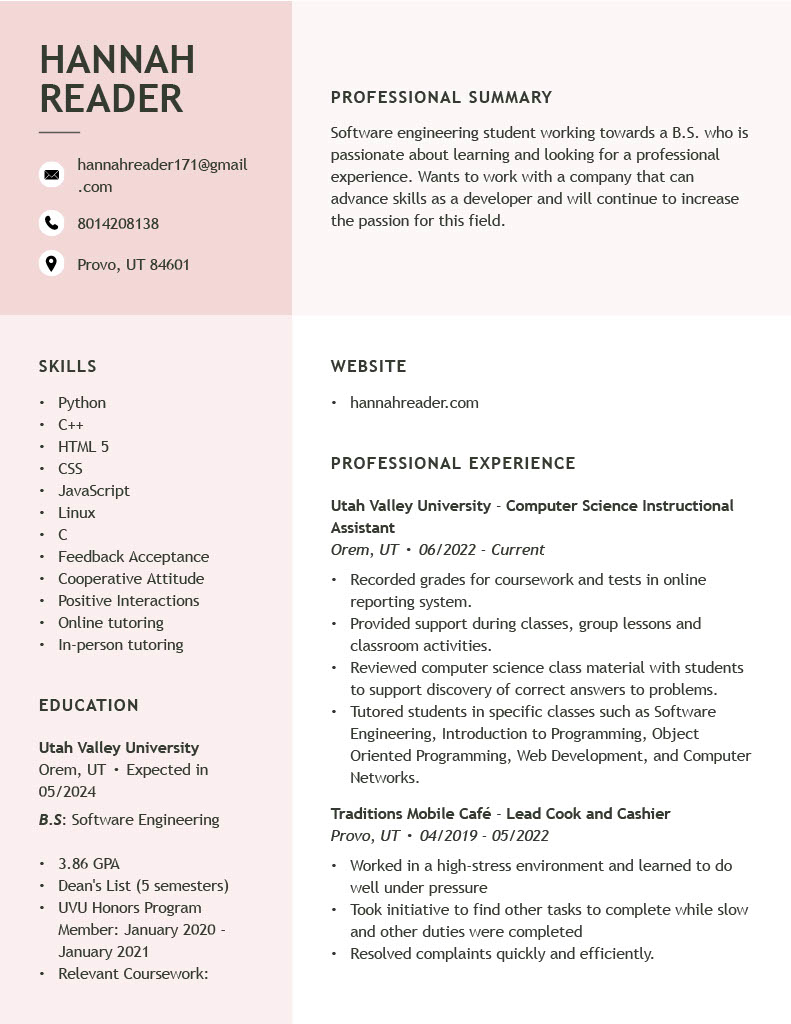 HANNAH
READER
hannahreader171@gmail
.com
8014208138
Provo, UT 84601
PROFESSIONAL SUMMARY
Software engineering student working towards a B.S. who is
passionate about learning and looking for a professional
experience. Wants to work with a company that can
advance skills as a developer and will continue to increase
the passion for this field.
SKILLS
• Python
• C++
• HTML 5
• CSS
• JavaScript
• Linux
• C
• Feedback Acceptance
• Cooperative Attitude
• Positive Interactions
• Online tutoring
• In-person tutoring
EDUCATION
Utah Valley University
Orem, UT • Expected in
05/2024
B.S: Software Engineering
• 3.86 GPA
• Dean's List (5 semesters)
• UVU Honors Program
Member: January 2020 -
January 2021
• Relevant Coursework:
WEBSITE
• hannahreader.com
PROFESSIONAL EXPERIENCE
Utah Valley University - Computer Science Instructional
Assistant
Orem, UT • 06/2022 - Current
• Recorded grades for coursework and tests in online
reporting system.
• Provided support during classes, group lessons and
classroom activities.
• Reviewed computer science class material with students
to support discovery of correct answers to problems.
• Tutored students in specific classes such as Software
Engineering, Introduction to Programming, Object
Oriented Programming, Web Development, and Computer
Networks.
Traditions Mobile Café - Lead Cook and Cashier
Provo, UT • 04/2019 - 05/2022
• Worked in a high-stress environment and learned to do
well under pressure
• Took initiative to find other tasks to complete while slow
and other duties were completed
• Resolved complaints quickly and efficiently.